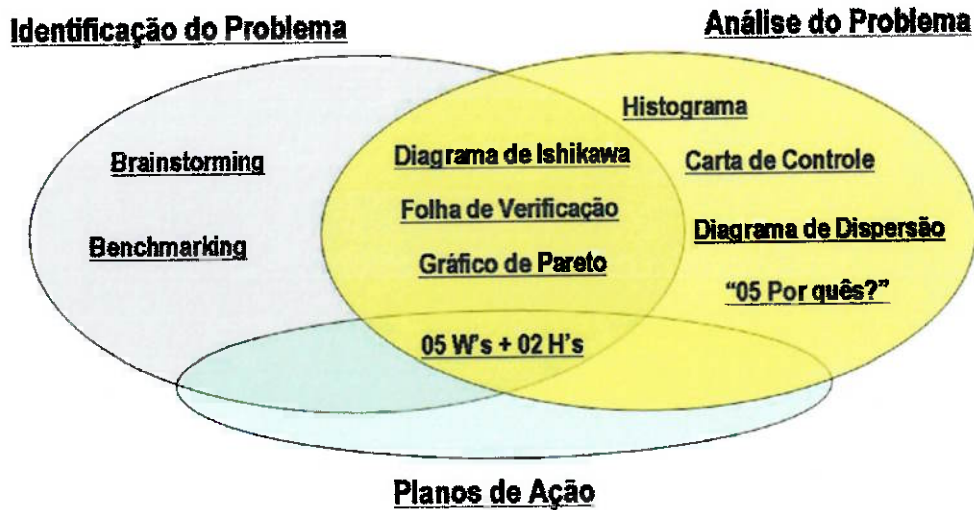 Identificação do Problema
Análise do Problema
Histograma
Brainstorming
Diagrama de Ishikawa
Carta de Controle
Folha de Verificação
Diagrama de Dispersão
Benchmarking
Gráfico de Pareto
“05 Por quês?”
05 W's + 02 H's
Planos de Ação